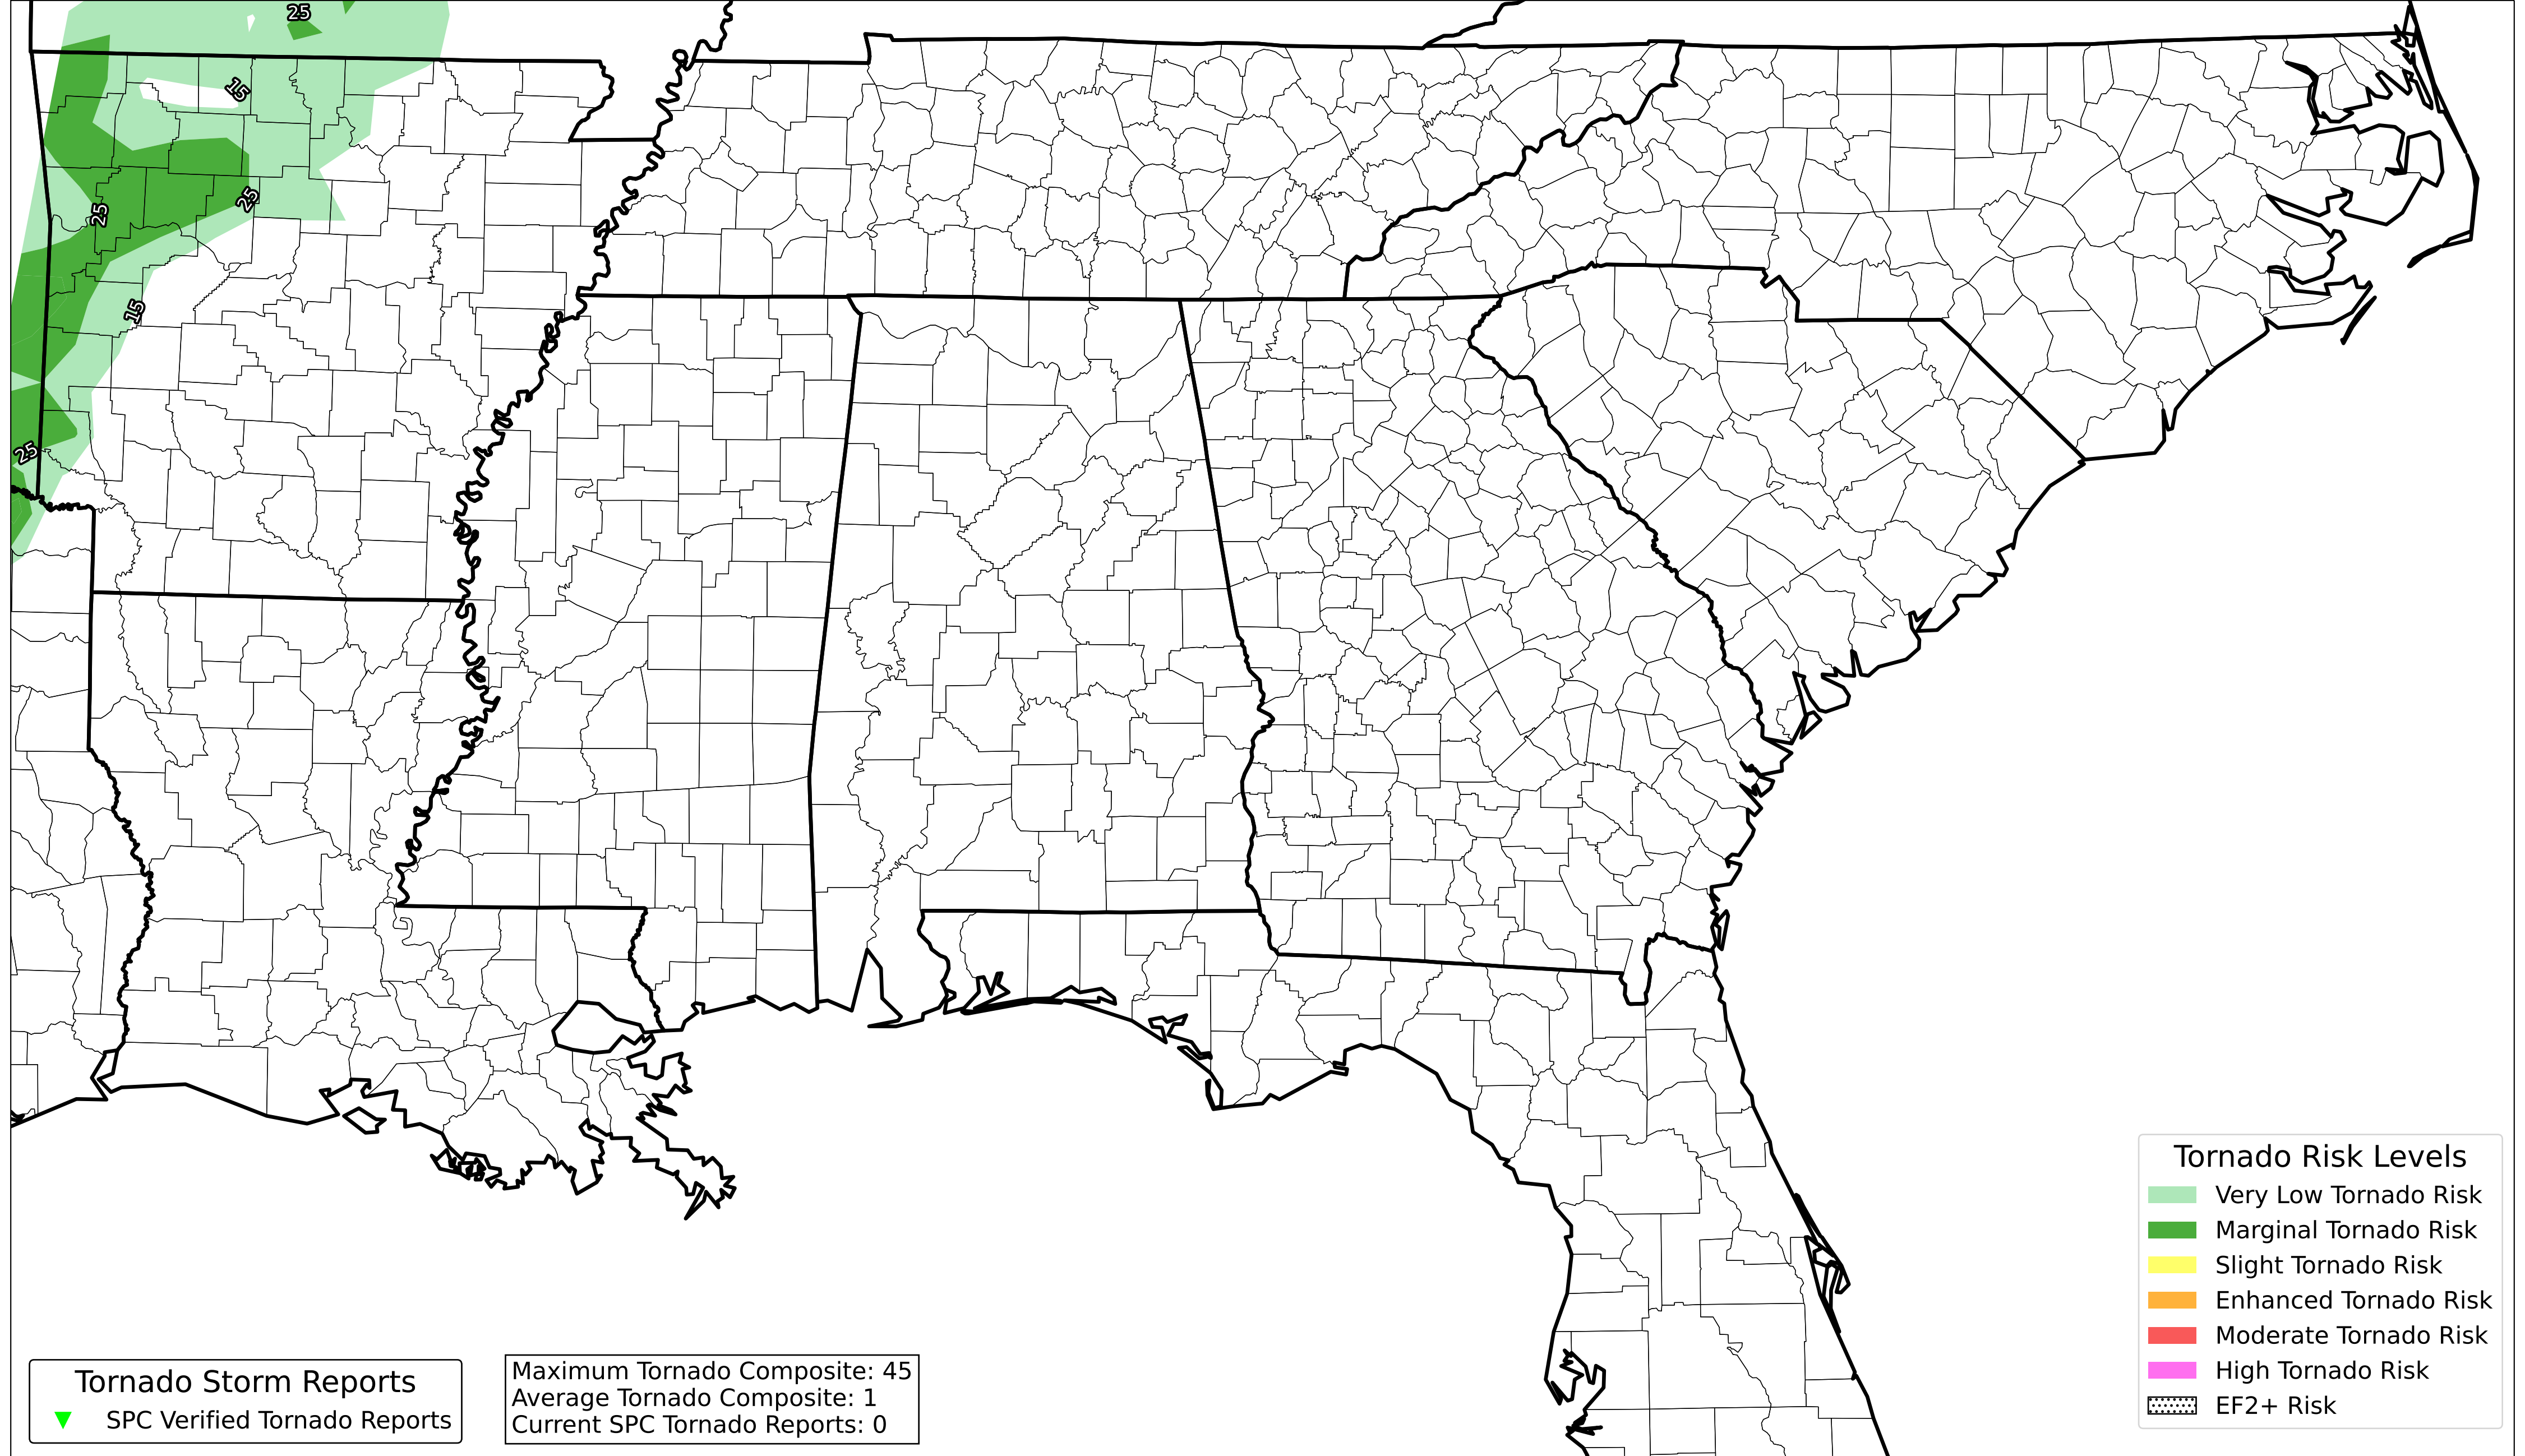 25
15
25
25
15
25
Tornado Risk Levels
Very Low Tornado Risk
Marginal Tornado Risk
Slight Tornado Risk
Enhanced Tornado Risk
Moderate Tornado Risk
High Tornado Risk
EF2+ Risk
Tornado Storm Reports
SPC Verified Tornado Reports
Maximum Tornado Composite: 45
Average Tornado Composite: 1
Current SPC Tornado Reports: 0